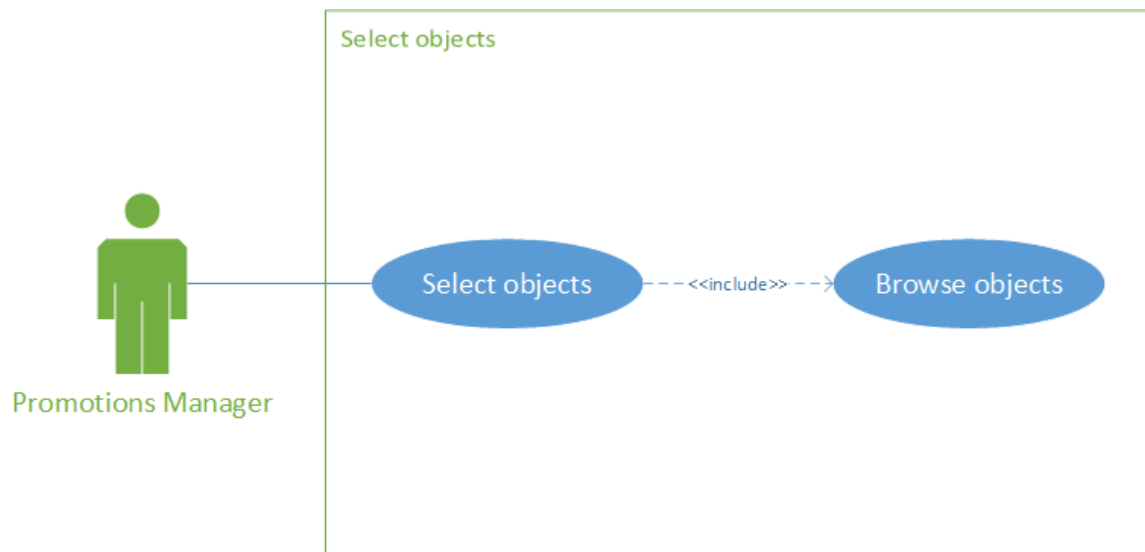 Select objects
Select objects
<<include>>
Browse objects
Promotions Manager